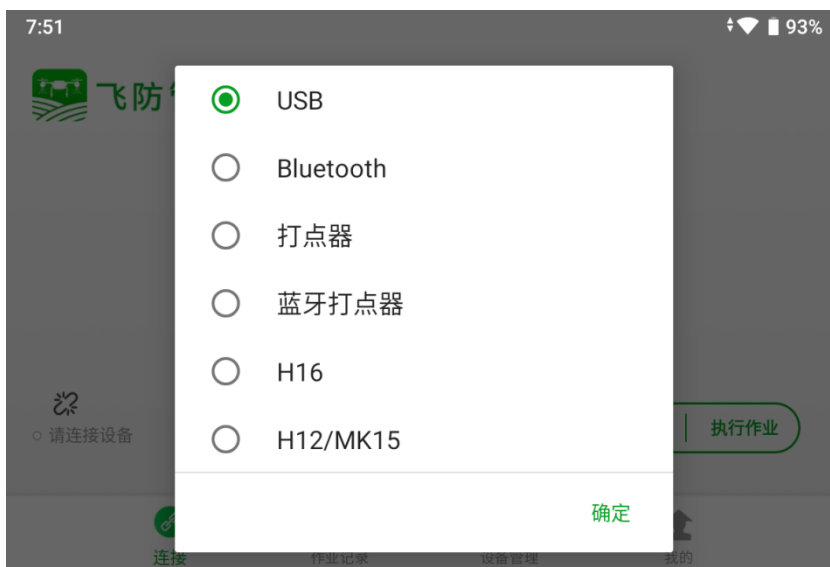 7:51
93%
飞防
USB
Bluetooth
打点器
蓝牙打点器
H16
H12/MK15
请连接设备
执行作业
确定
连接
作业记录
设备管理
我的